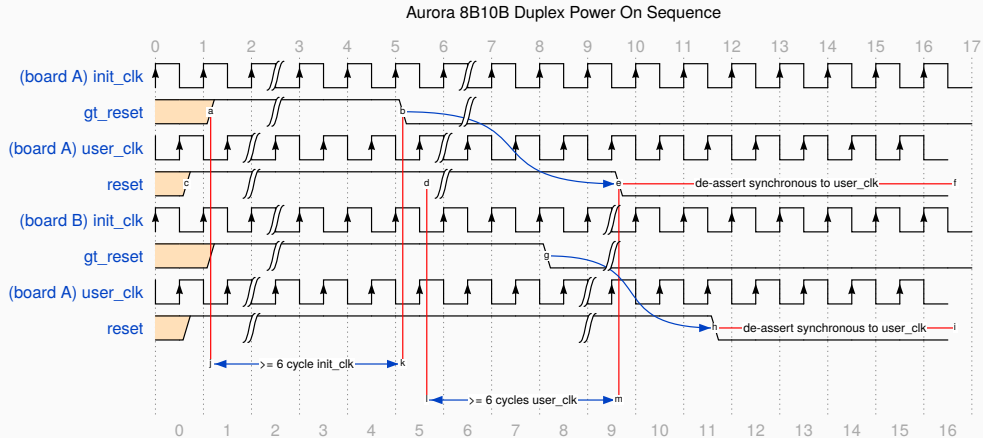 Aurora 8B10B Duplex Power On Sequence
0 1 2 3 4 5 6 7 8 9 10 11 12 13 14 15 16 17
(board A) init_clk
gt_reset a b
(board A) user_clk
reset c d e de-assert synchronous to user_clk f
(board B) init_clk
gt_reset g
(board A) user_clk
reset h de-assert synchronous to user_clk i
j >= 6 cycle init_clk k
l >= 6 cycles user_clk m
0 1 2 3 4 5 6 7 8 9 10 11 12 13 14 15 16